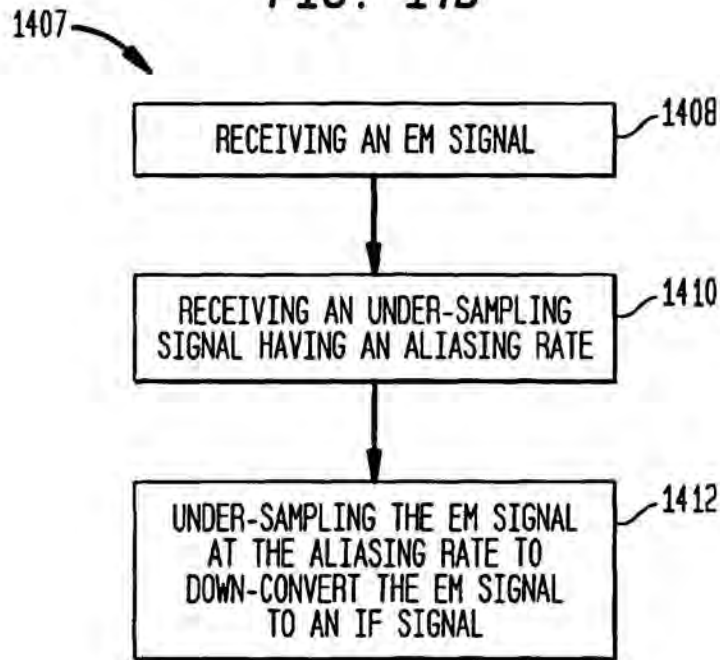 1407
1408
RECEIVING AN EM SIGNAL
1410
RECEIVING AN UNDER-SAMPLING
SIGNAL HAVING AN ALIASING RATE
1412
UNDER-SAMPLING THE EM SIGNAL
AT THE ALIASING RATE TO
DOWN-CONVERT THE EM SIGNAL
TO AN IF SIGNAL